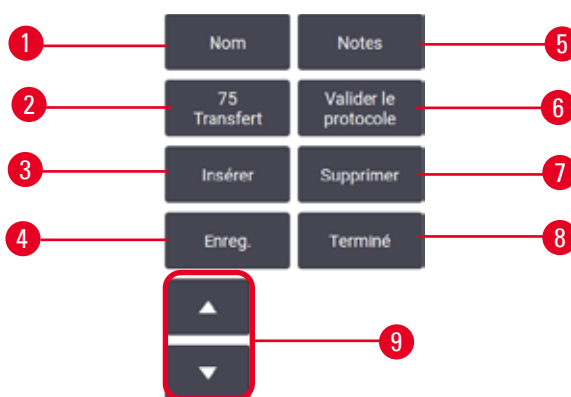 1
Nom
Notes
5
2
75
Transfert
Valider le
protocole
6
3
Insérer
Supprimer
7
4
Enreg.
Terminé
8
9